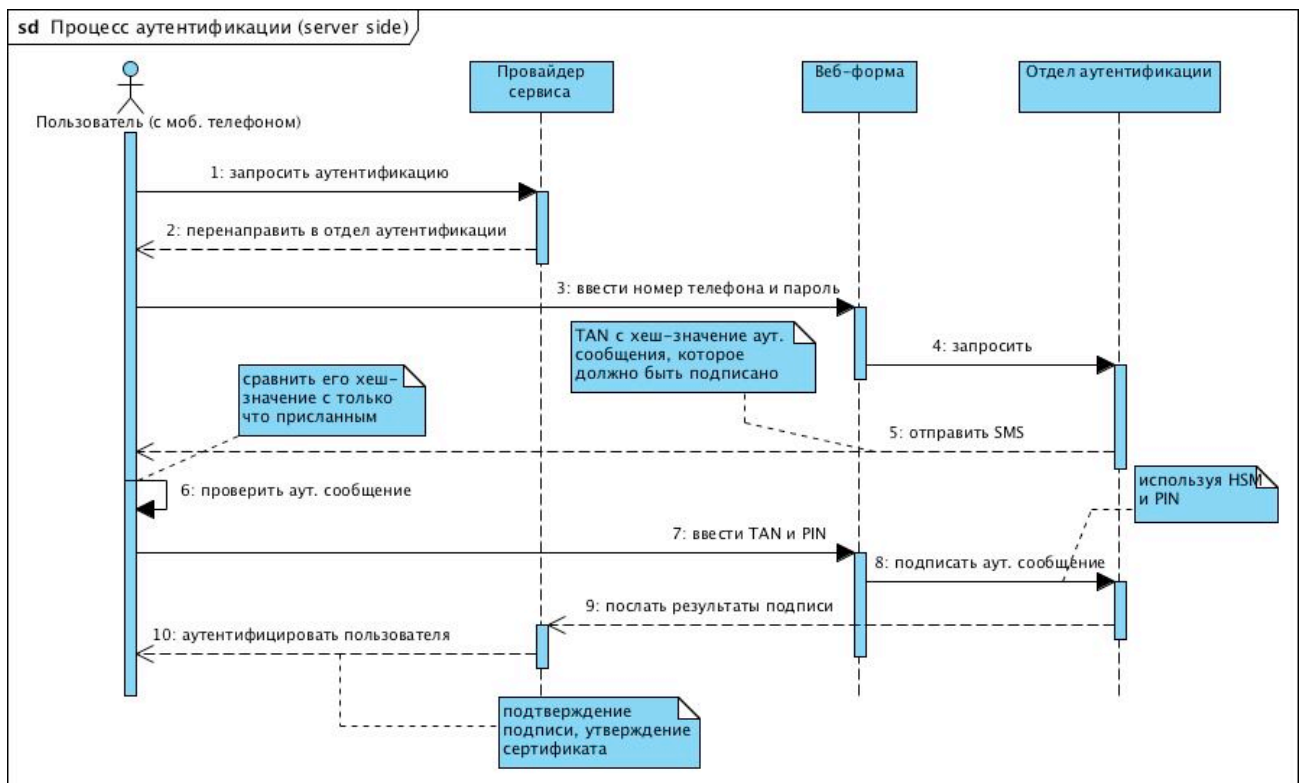 sd Процесс аутентификации (server side)
Провайдер
сервиса
Веб-форма
Отдел аутентификации
Пользователь (с моб. телефоном)
1: запросить аутентификацию
2: перенаправить в отдел аутентификации
3: ввести номер телефона и пароль
TAN с хеш-значение аут.
сообщения, которое
должно быть подписано
4: запросить
сравнить его хеш-
значение с только
что присланным
5: отправить SMS
6: проверить аут. сообщение
используя HSM
и PIN
7: ввести TAN и PIN
8: подписать аут. сообщение
9: послать результаты подписи
10: аутентифицировать пользователя
подтверждение
подписи, утверждение
сертификата